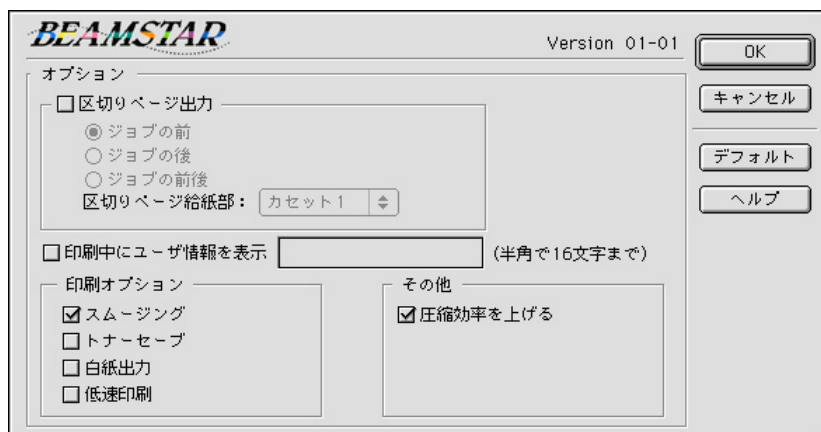 BEAMSTAR
Version 01-01
OK
キャンセル
デフォルト
ヘルプ
オプション
区切りページ出力
ジョブの前
ジョブの後
ジョブの前後
区切りページ給紙部： カセット1
印刷中にユーザ情報を表示 (半角で16文字まで)
印刷オプション
スムージング
トナーセーブ
白紙出力
低速印刷
その他
圧縮効率を上げる